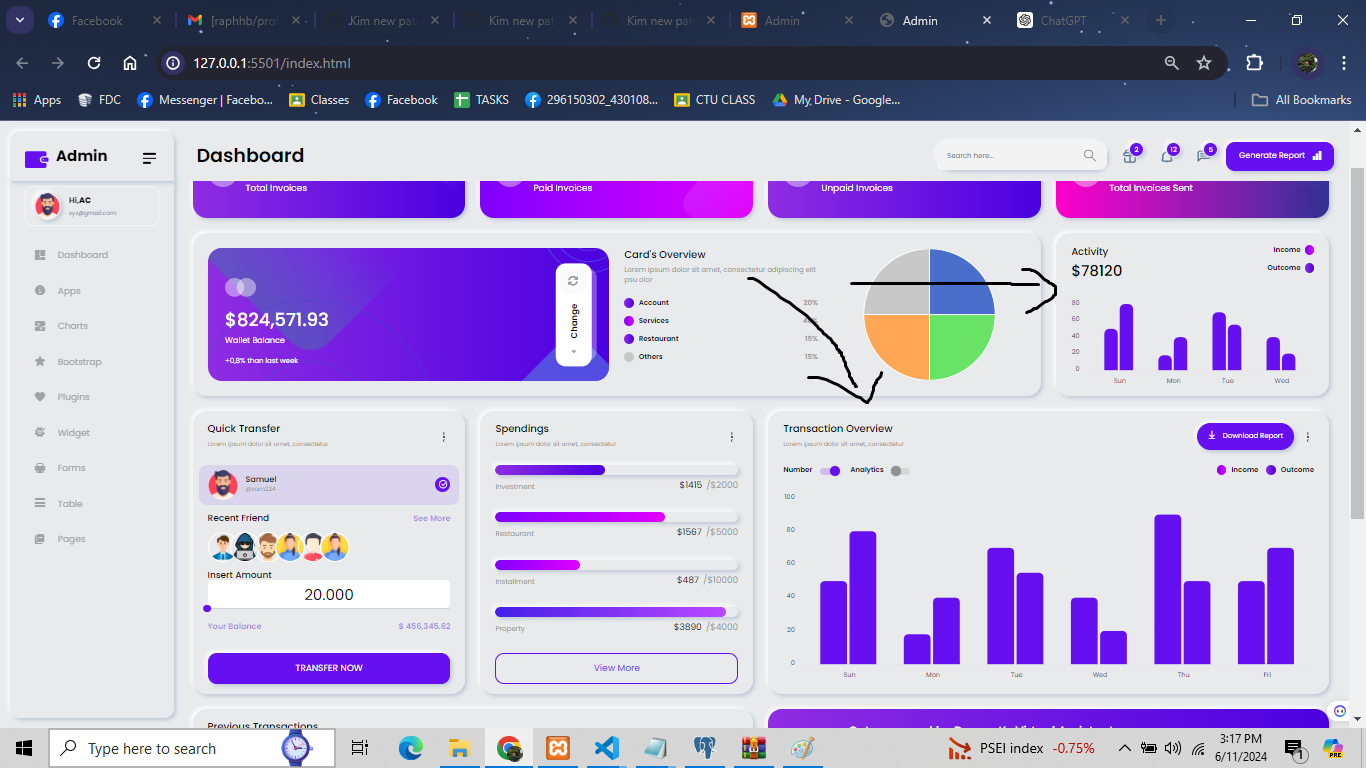 Facebook
(raphhb/prof
Kim new pat
Kim new pat
Kim new pat
Admin
Admin
ChatGPT
127.0.0.1:5501/index.html
Apps
FDC
Messenger | Faceboo...
Classes
Facebook
TASKS
296150302_430108...
CTU CLASS
My Drive - Google...
All Bookmarks
Admin
Dashboard
Search here...
2
12
5
Generate Report
Hi,AC
xyz@gmail.com
Total Invoices
Paid Invoices
Unpaid Invoices
Total Invoices Sent
Dashboard
Apps
Charts
Bootstrap
Plugins
Widget
Forms
Table
Pages
$824,571.93
Wallet Balance
+0,8% than last week
Change
Card's Overview
Lorem ipsum dolor sit amet, consectetur adipiscing elit
psu olor
Account
20%
Services
Restaurant
15%
Others
15%
Activity
$78120
Income
Outcome
80
60
40
20
0
Sun
Mon
Tue
Wed
Quick Transfer
Lorem ipsum dolor sit amet, consectetur
Samuel
@sam224
Recent Friend
See More
Insert Amount
20.000
Your Balance
$ 456,345.62
TRANSFER NOW
Spendings
Lorem ipsum dolor sit amet, consectetur
Investment
$1415 /$2000
Restaurant
$1567 /$5000
Installment
$487 /$10000
Property
$3890 /$4000
View More
Transaction Overview
Lorem ipsum dolor sit amet, consectetur
Download Report
Number
Analytics
Income
Outcome
100
80
60
40
20
0
Sun
Mon
Tue
Wed
Thu
Fri
Previous Transactions
Type here to search
PSEI index -0.75%
3:17 PM
6/11/2024
1
PRE